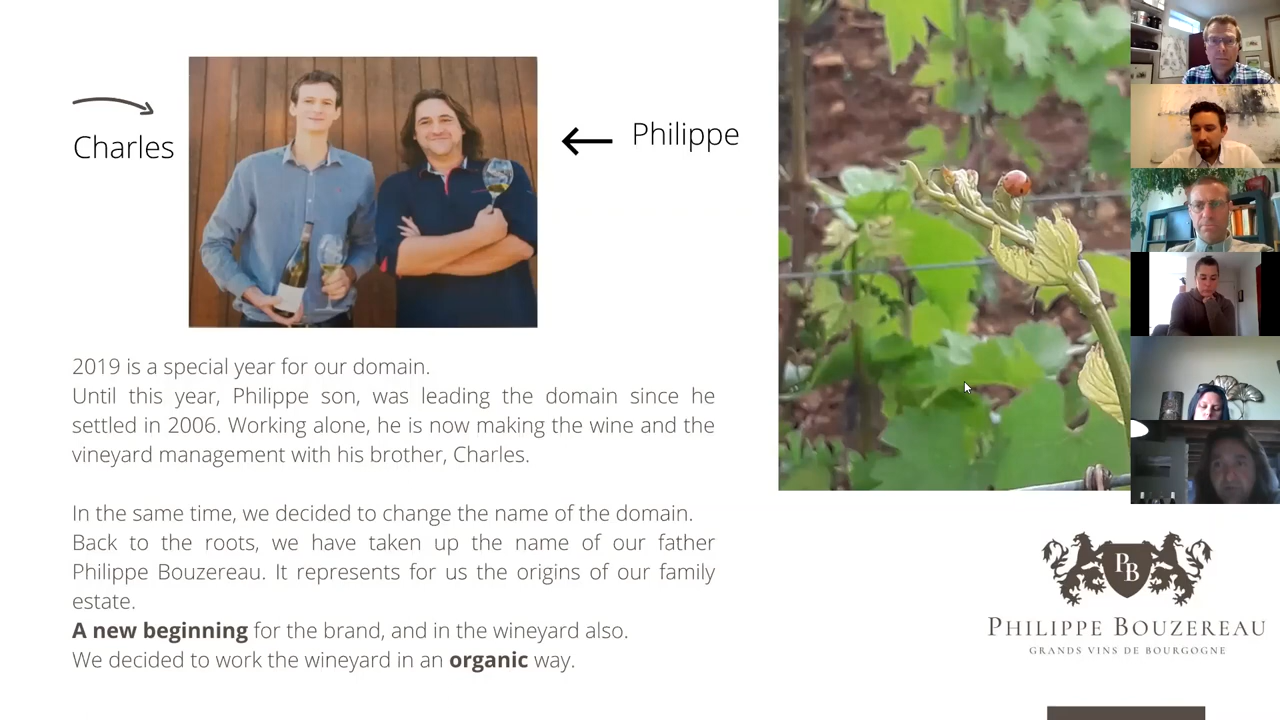 Charles
Philippe
2019 is a special year for our domain.
Until this year, Philippe son, was leading the domain since he
settled in 2006. Working alone, he is now making the wine and the
vineyard management with his brother, Charles.
In the same time, we decided to change the name of the domain.
Back to the roots, we have taken up the name of our father
Philippe Bouzereau. It represents for us the origins of our family
estate.
A new beginning for the brand, and in the wineyard also.
We decided to work the wineyard in an organic way.
PB
PHILIPPE BOUZEREAU
GRANDS VINS DE BOURGOGNE